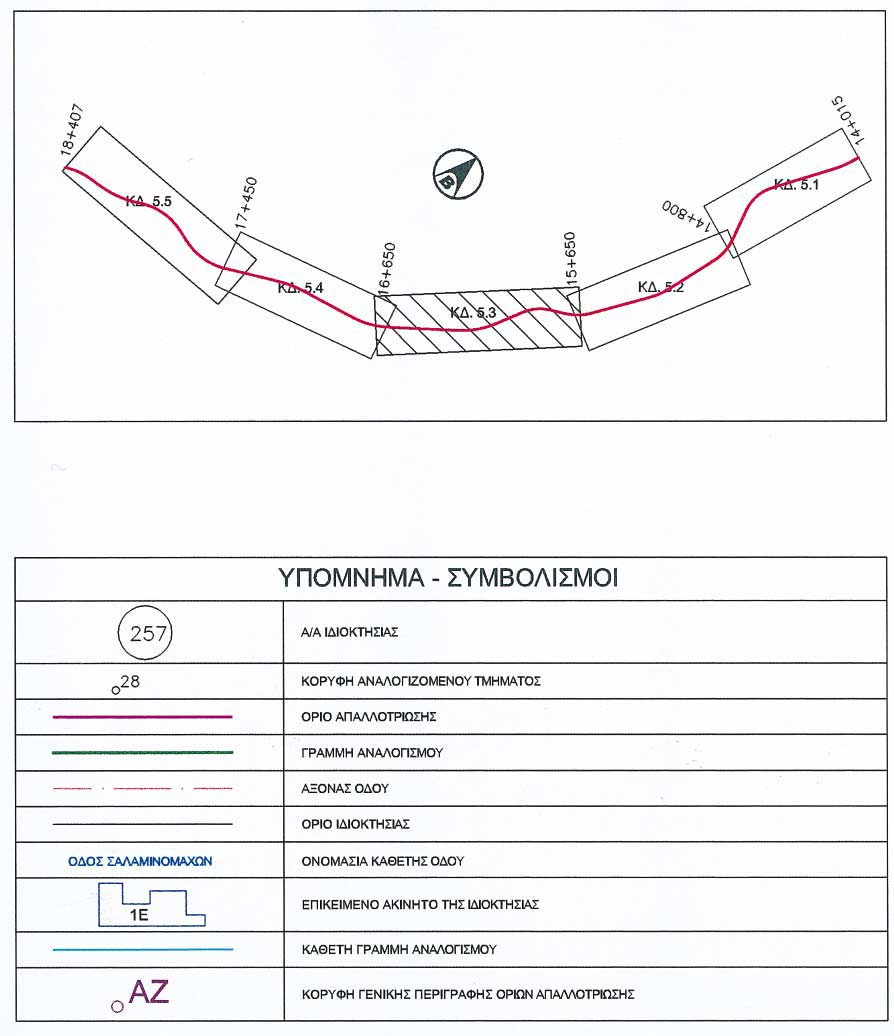 18+407
ΚΔ. 5.5
17+450
ΚΔ. 5.4
16+650
ΚΔ. 5.3
15+650
ΚΔ. 5.2
14+800
ΚΔ. 5.1
14+015
Β
ΥΠΟΜΝΗΜΑ - ΣΥΜΒΟΛΙΣΜΟΙ
257 Α/Α ΙΔΙΟΚΤΗΣΙΑΣ
28 ΚΟΡΥΦΗ ΑΝΑΛΟΓΙΖΟΜΕΝΟΥ ΤΜΗΜΑΤΟΣ
ΟΡΙΟ ΑΠΑΛΛΟΤΡΙΩΣΗΣ
ΓΡΑΜΜΗ ΑΝΑΛΟΓΙΣΜΟΥ
ΑΞΟΝΑΣ ΟΔΟΥ
ΟΡΙΟ ΙΔΙΟΚΤΗΣΙΑΣ
ΟΔΟΣ ΣΑΛΑΜΙΝΟΜΑΧΩΝ ΟΝΟΜΑΣΙΑ ΚΑΘΕΤΗΣ ΟΔΟΥ
1Ε ΕΠΙΚΕΙΜΕΝΟ ΑΚΙΝΗΤΟ ΤΗΣ ΙΔΙΟΚΤΗΣΙΑΣ
ΚΑΘΕΤΗ ΓΡΑΜΜΗ ΑΝΑΛΟΓΙΣΜΟΥ
ΑΖ ΚΟΡΥΦΗ ΓΕΝΙΚΗΣ ΠΕΡΙΓΡΑΦΗΣ ΟΡΙΩΝ ΑΠΑΛΛΟΤΡΙΩΣΗΣ